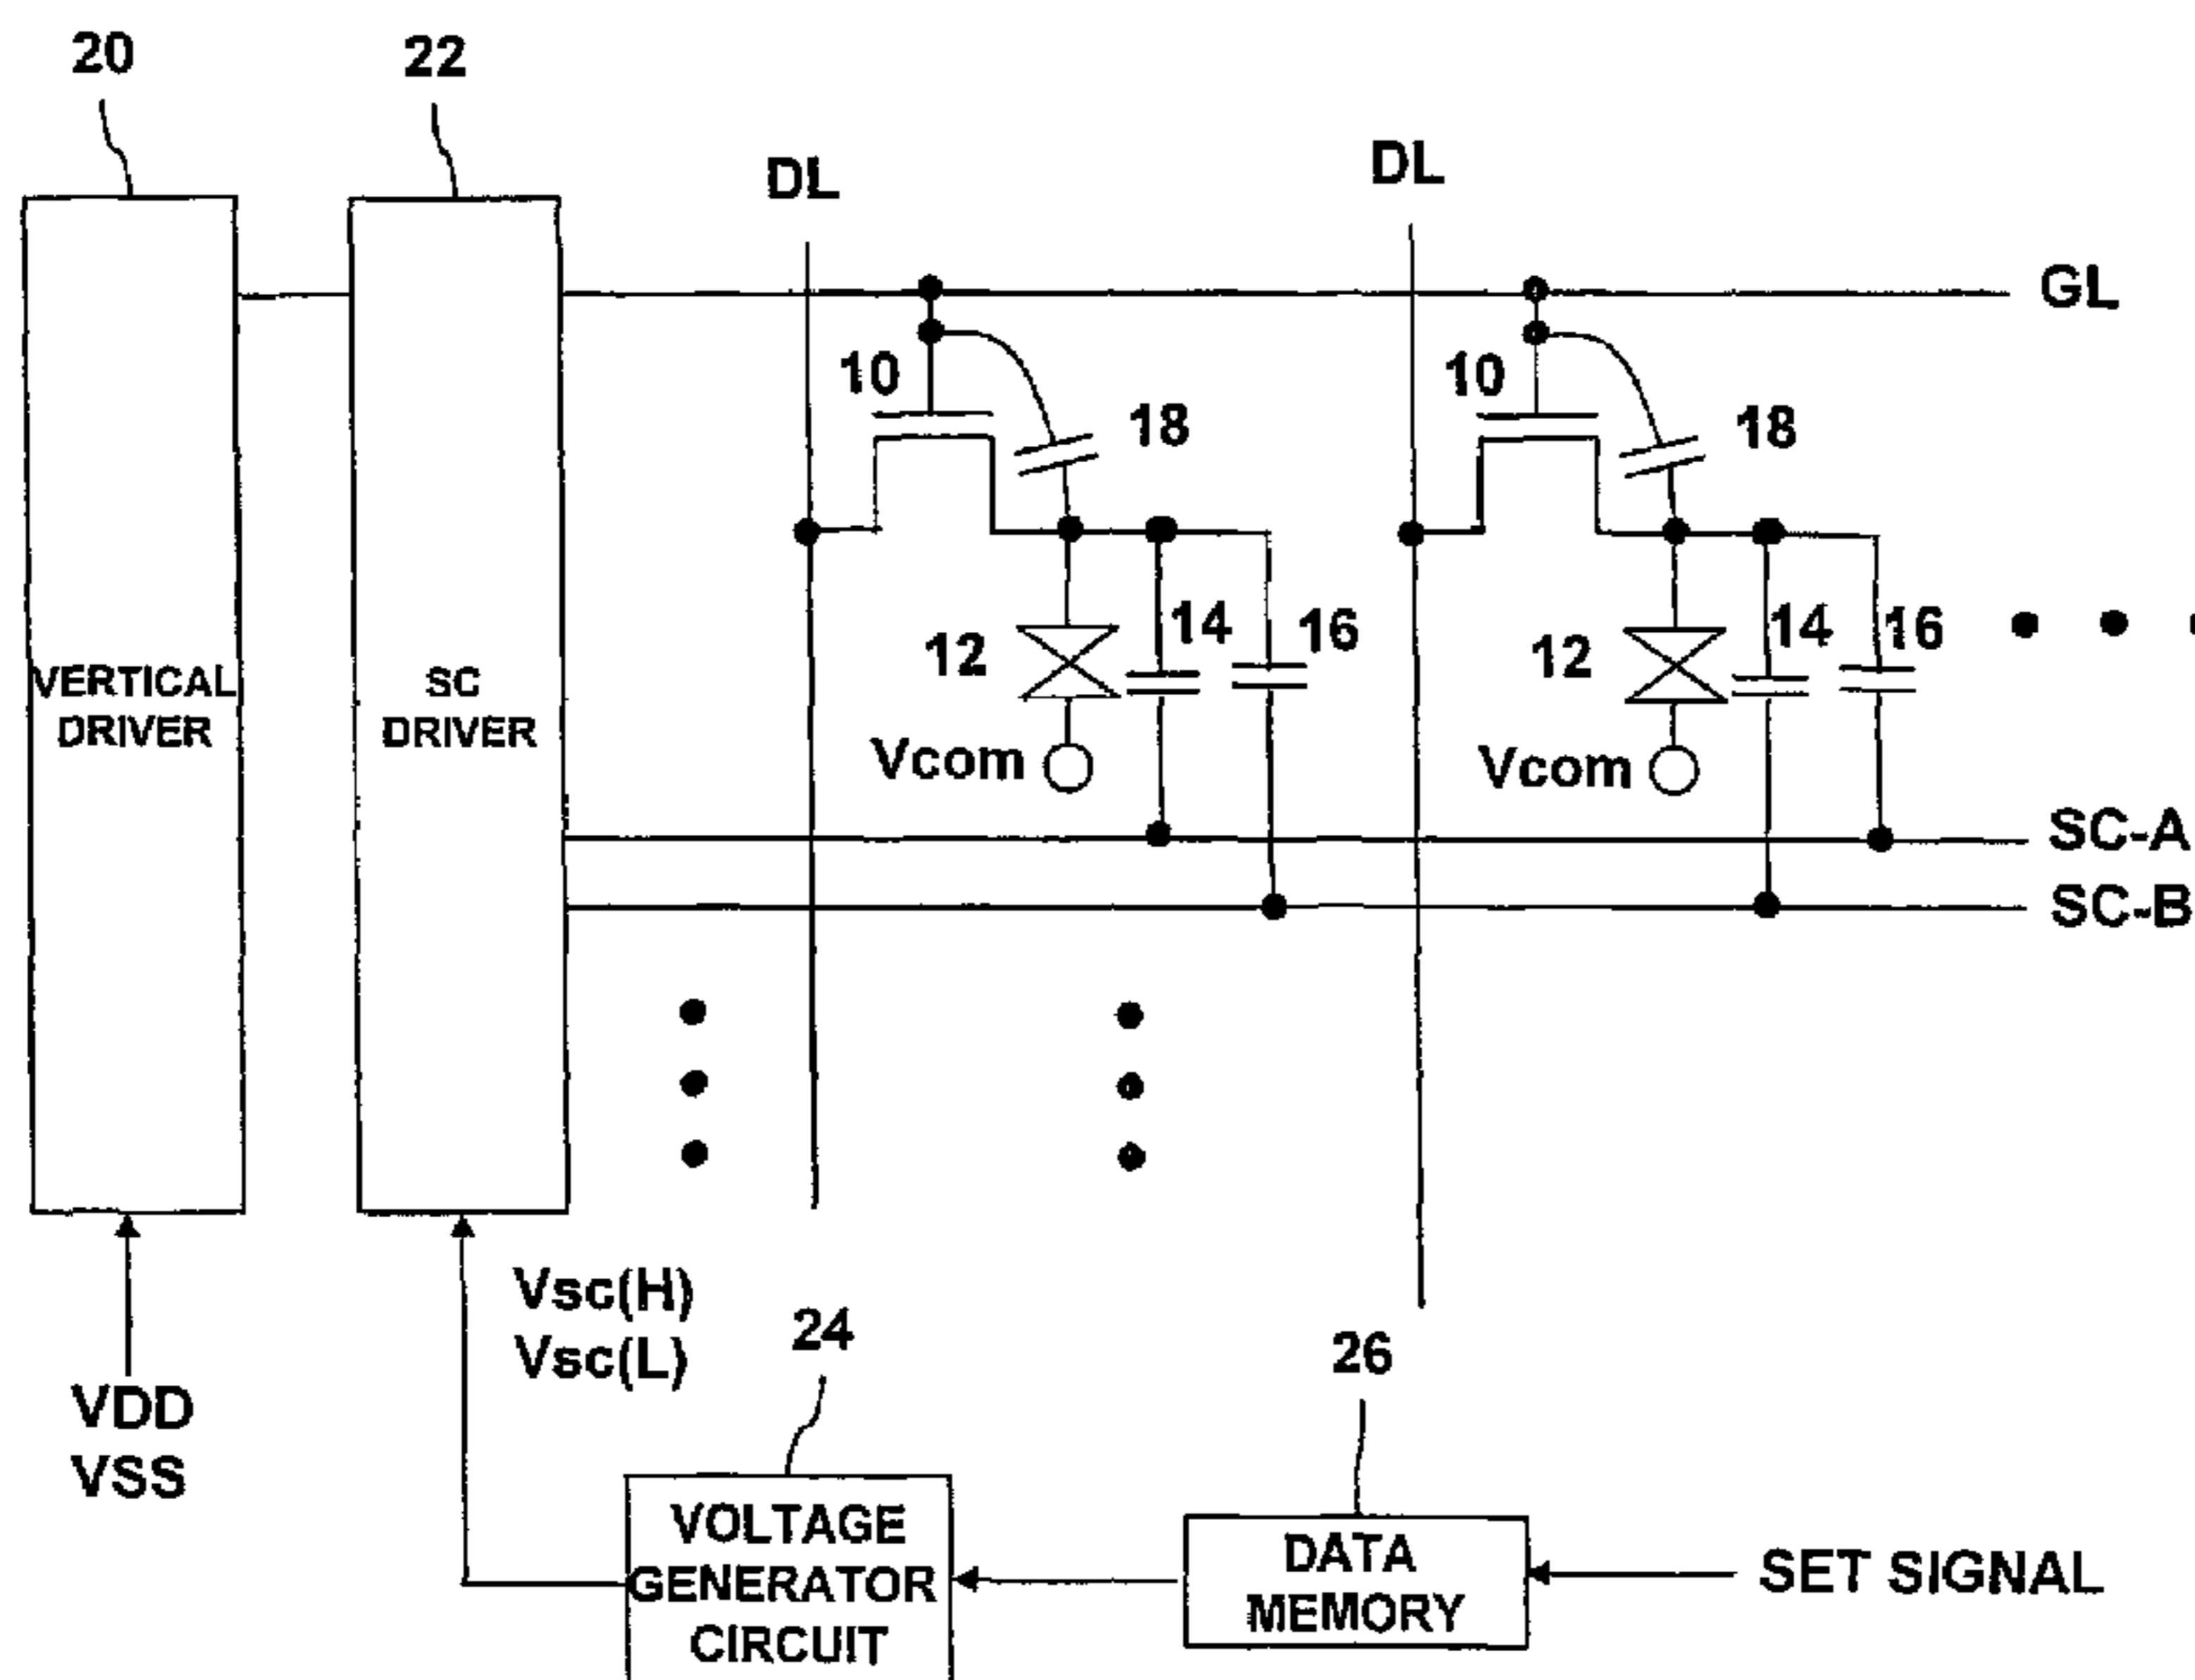 20
22
DL
DL
GL
10
18
10
18
12
14
16
12
14
16
Vcom
Vcom
SC-A
SC-B
VERTICAL
DRIVER
SC
DRIVER
Vsc(H)
Vsc(L)
VDD
VSS
24
26
VOLTAGE
GENERATOR
CIRCUIT
DATA
MEMORY
SET SIGNAL